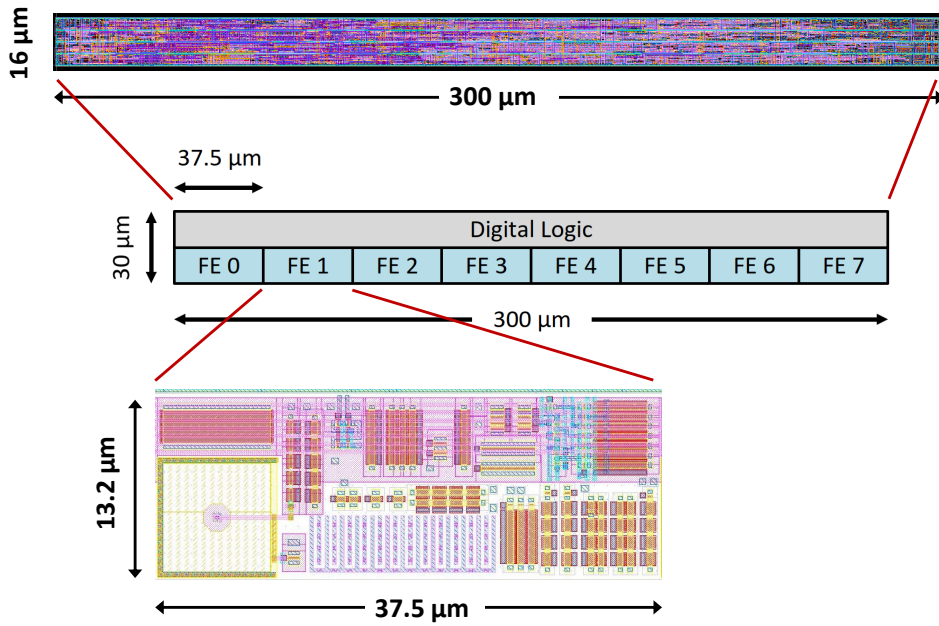 16 µm
300 µm
37.5 µm
30 µm
Digital Logic
FE 0 FE 1 FE 2 FE 3 FE 4 FE 5 FE 6 FE 7
300 µm
13.2 µm
37.5 µm